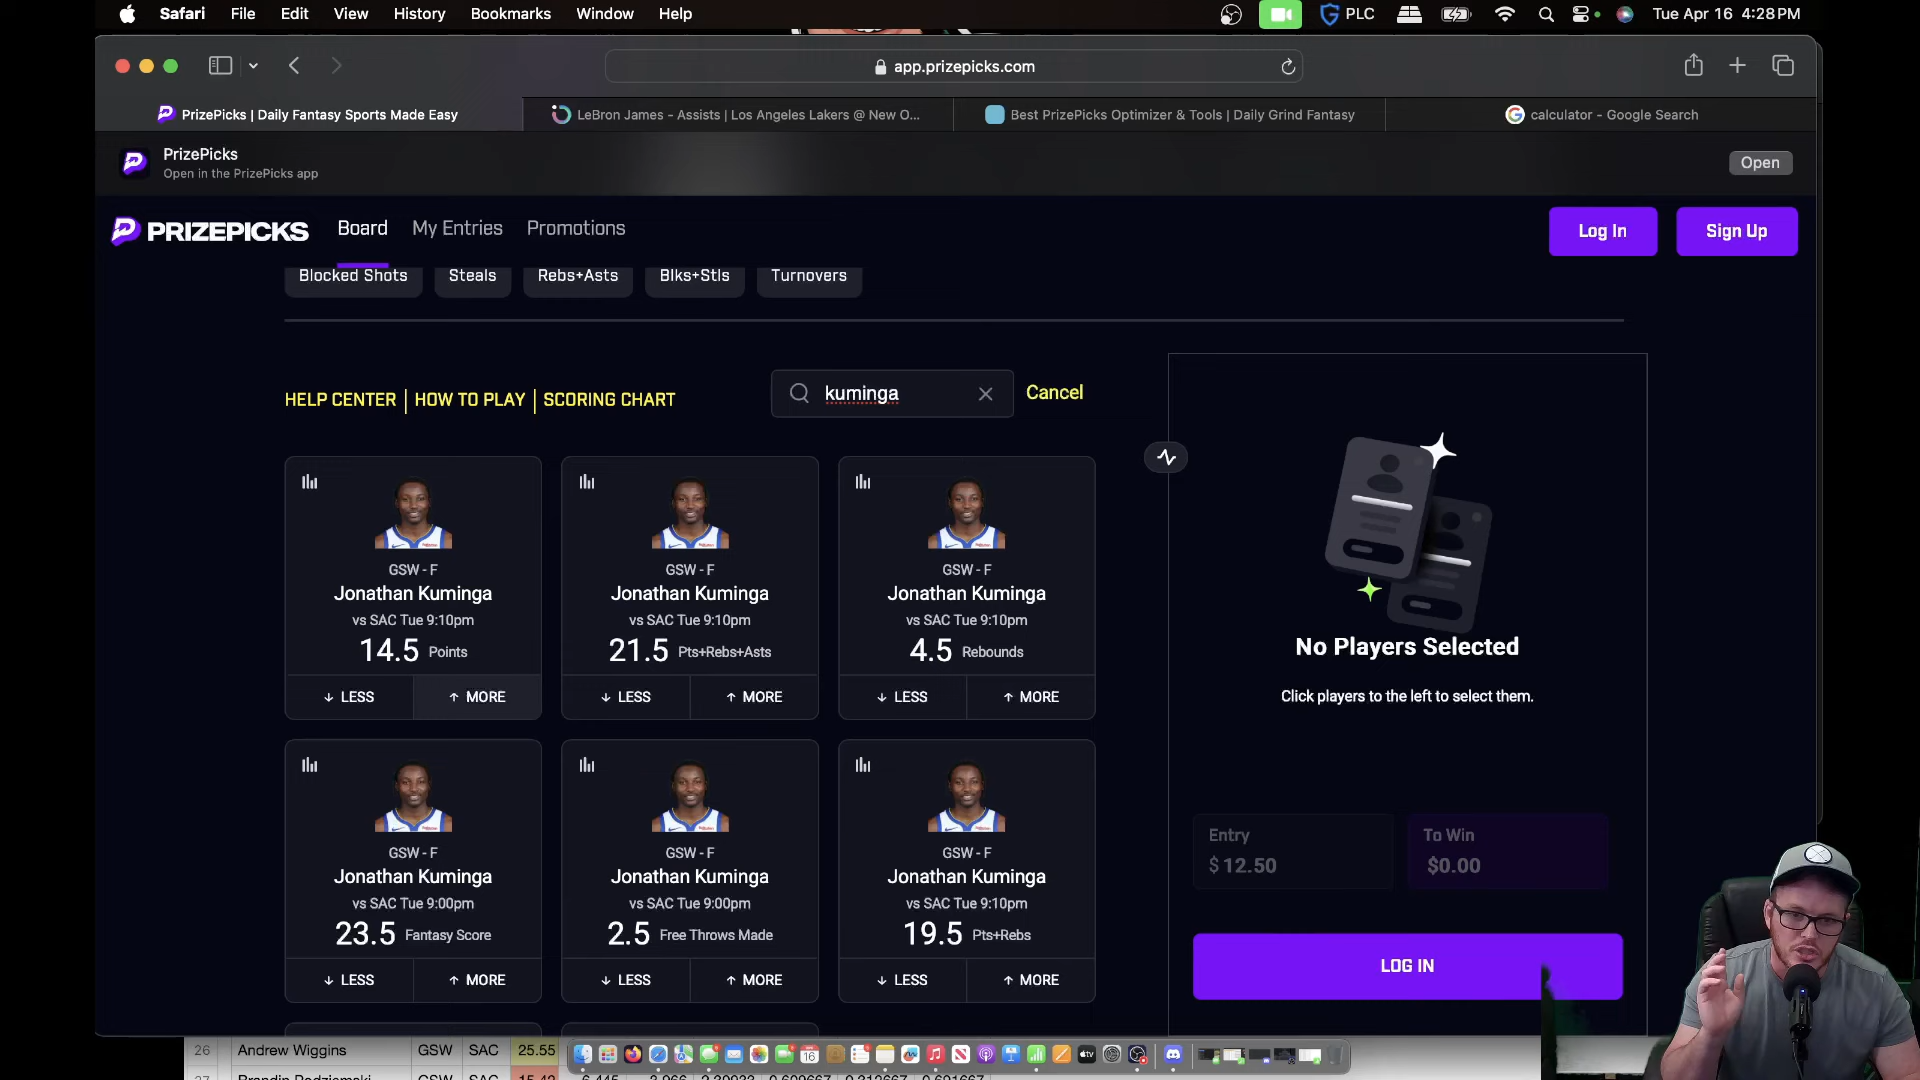 Safari File Edit View History Bookmarks Window Help PLC Tue Apr 16 4:28 PM
app.prizepicks.com
PrizePicks | Daily Fantasy Sports Made Easy LeBron James - Assists | Los Angeles Lakers @ New O... Best PrizePicks Optimizer & Tools | Daily Grind Fantasy calculator - Google Search
PrizePicks
Open in the PrizePicks app
Open
PRIZEPICKS Board My Entries Promotions Log In Sign Up
Blocked Shots Steals Rebs+Asts Blks+Stls Turnovers
HELP CENTER | HOW TO PLAY | SCORING CHART kuminga Cancel
GSW - F GSW - F GSW - F
Jonathan Kuminga Jonathan Kuminga Jonathan Kuminga
vs SAC Tue 9:10pm vs SAC Tue 9:10pm vs SAC Tue 9:10pm
14.5 Points 21.5 Pts+Rebs+Asts 4.5 Rebounds
↓ LESS ↑ MORE ↓ LESS ↑ MORE ↓ LESS ↑ MORE
GSW - F GSW - F GSW - F
Jonathan Kuminga Jonathan Kuminga Jonathan Kuminga
vs SAC Tue 9:00pm vs SAC Tue 9:00pm vs SAC Tue 9:10pm
23.5 Fantasy Score 2.5 Free Throws Made 19.5 Pts+Rebs
↓ LESS ↑ MORE ↓ LESS ↑ MORE ↓ LESS ↑ MORE
No Players Selected
Click players to the left to select them.
Entry To Win
$ 12.50 $0.00
LOG IN
26 Andrew Wiggins GSW SAC 25.55
16